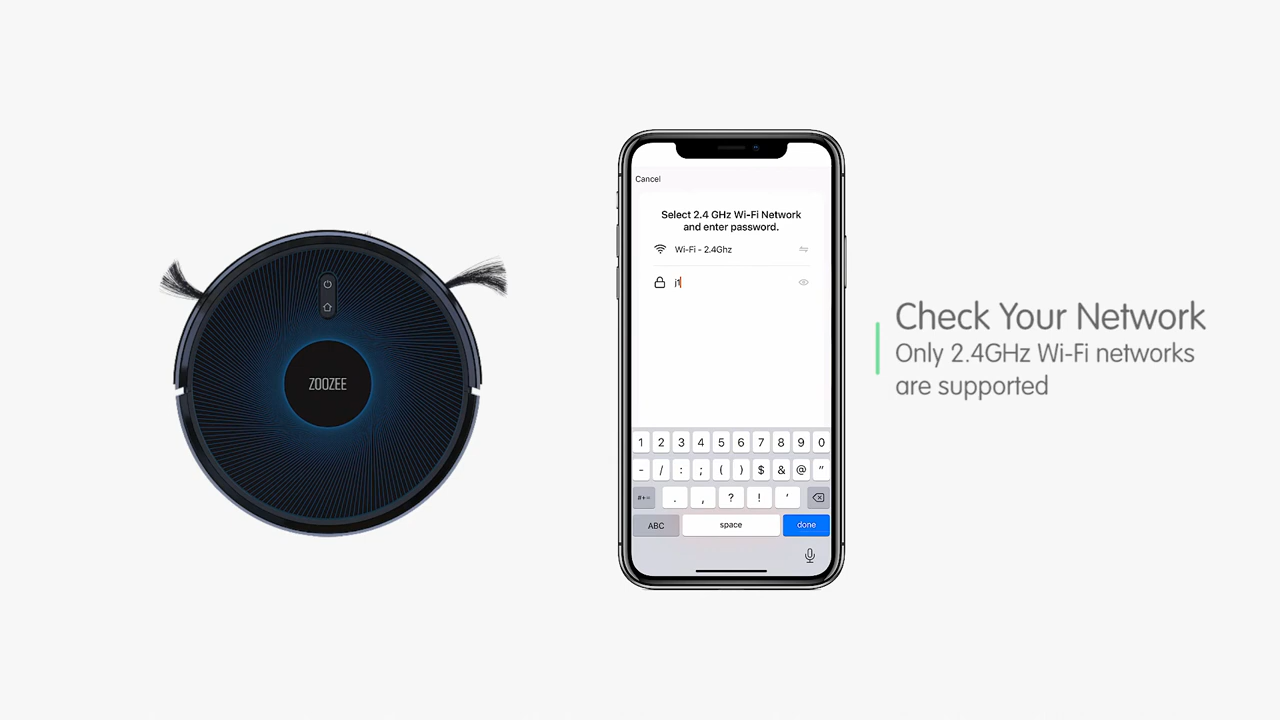 ZOOZEE
Cancel
Select 2.4 GHz Wi-Fi Network
and enter password.
Wi-Fi - 2.4Ghz
j1
1 2 3 4 5 6 7 8 9 0
- / : ; ( ) $ & @ "
#+= . , ? ! '
ABC space done
Check Your Network
Only 2.4GHz Wi-Fi networks
are supported